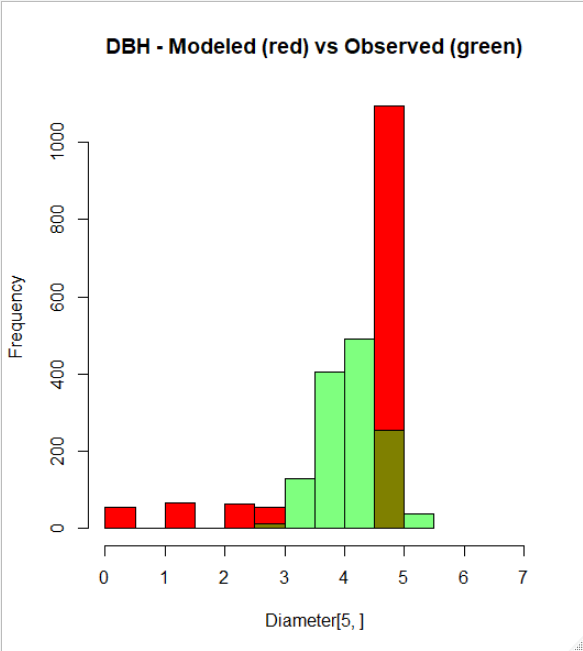 DBH - Modeled (red) vs Observed (green)
1000
800
600
400
200
0
Frequency
0 1 2 3 4 5 6 7
Diameter[5, ]